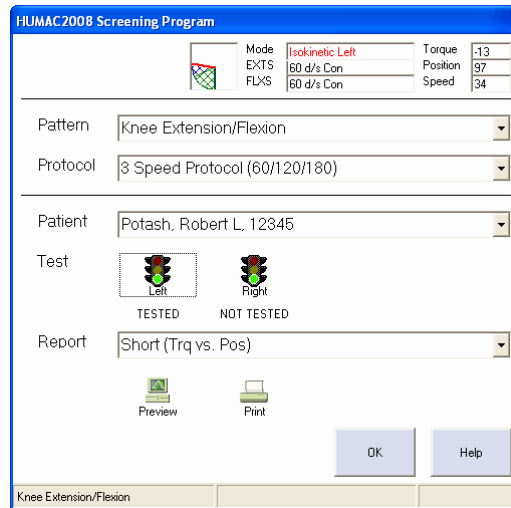 HUMAC2008 Screening Program
Mode Isokinetic Left Torque -13
EXTS 60 d/s Con Position 97
FLXS 60 d/s Con Speed 34
Pattern Knee Extension/Flexion
Protocol 3 Speed Protocol (60/120/180)
Patient Potash, Robert L, 12345
Test
Left Right
TESTED NOT TESTED
Report Short (Trq vs. Pos)
Preview Print
OK Help
Knee Extension/Flexion